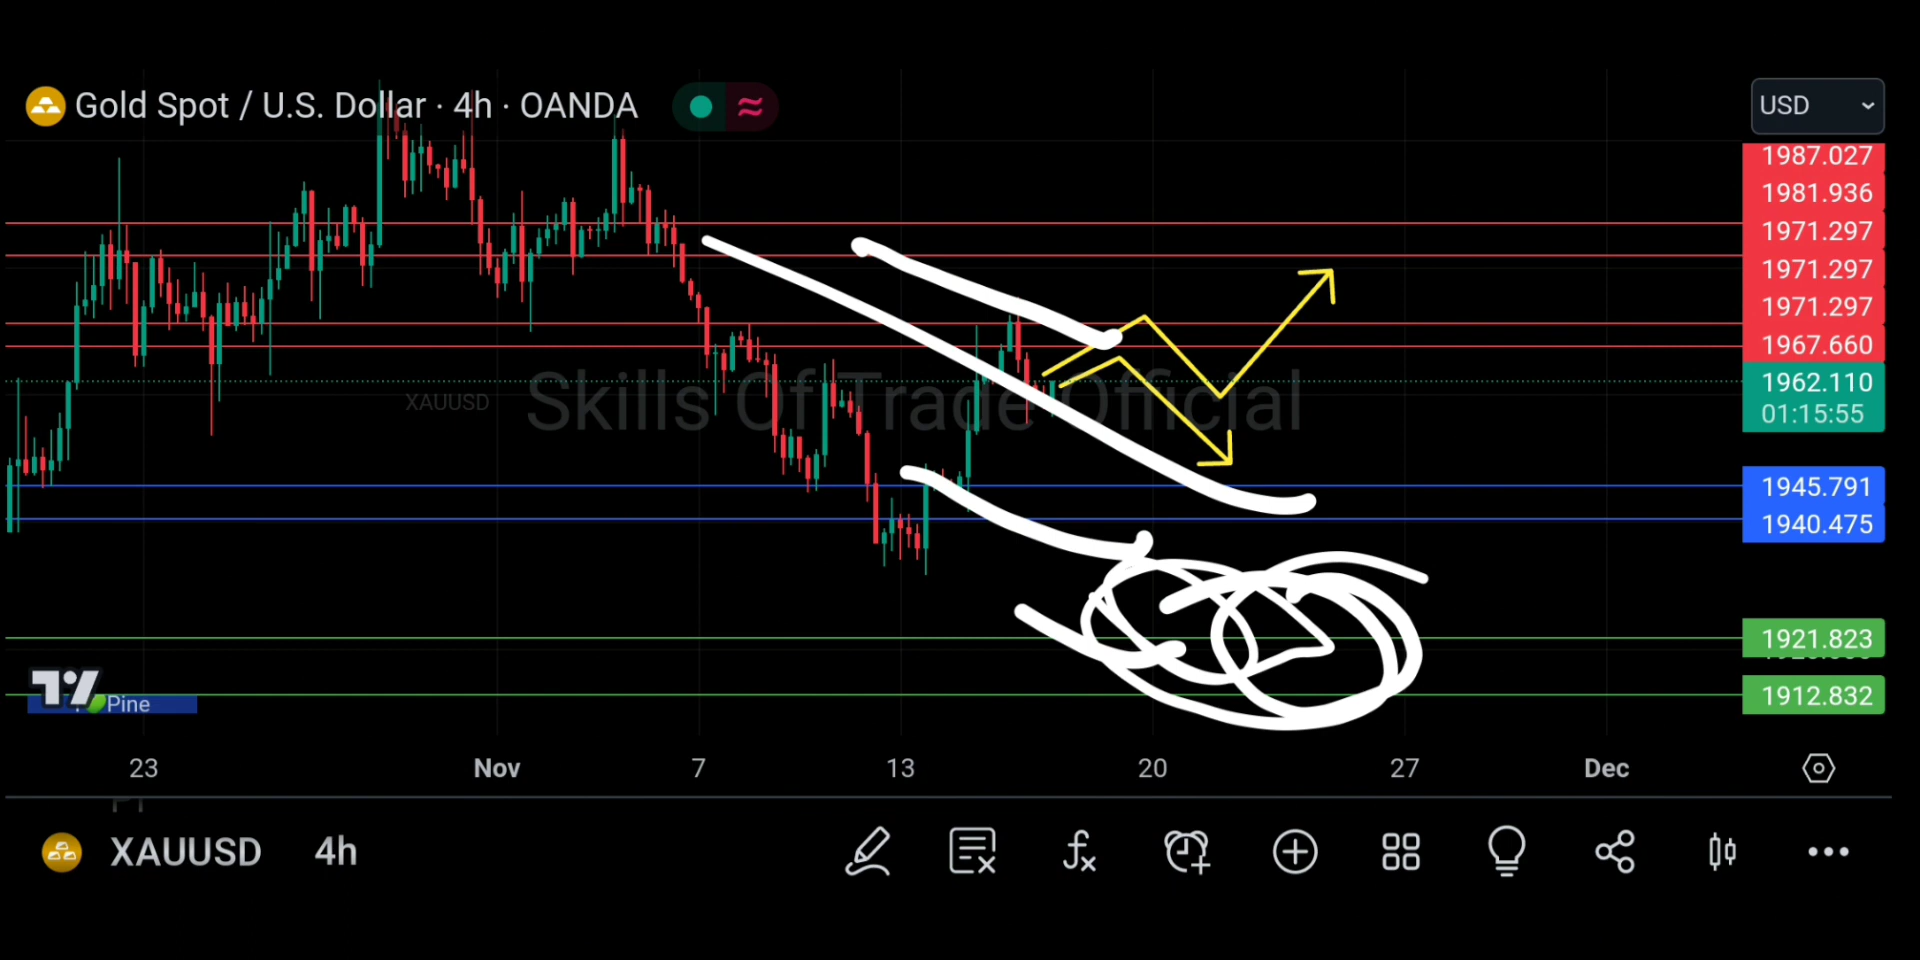 Gold Spot / U.S. Dollar · 4h · OANDA
USD
1987.027
1981.936
1971.297
1971.297
1971.297
1967.660
1962.110
01:15:55
XAUUSD
Skills Of Trade Official
1945.791
1940.475
1921.823
1912.832
Pine
23 Nov 7 13 20 27 Dec
XAUUSD 4h